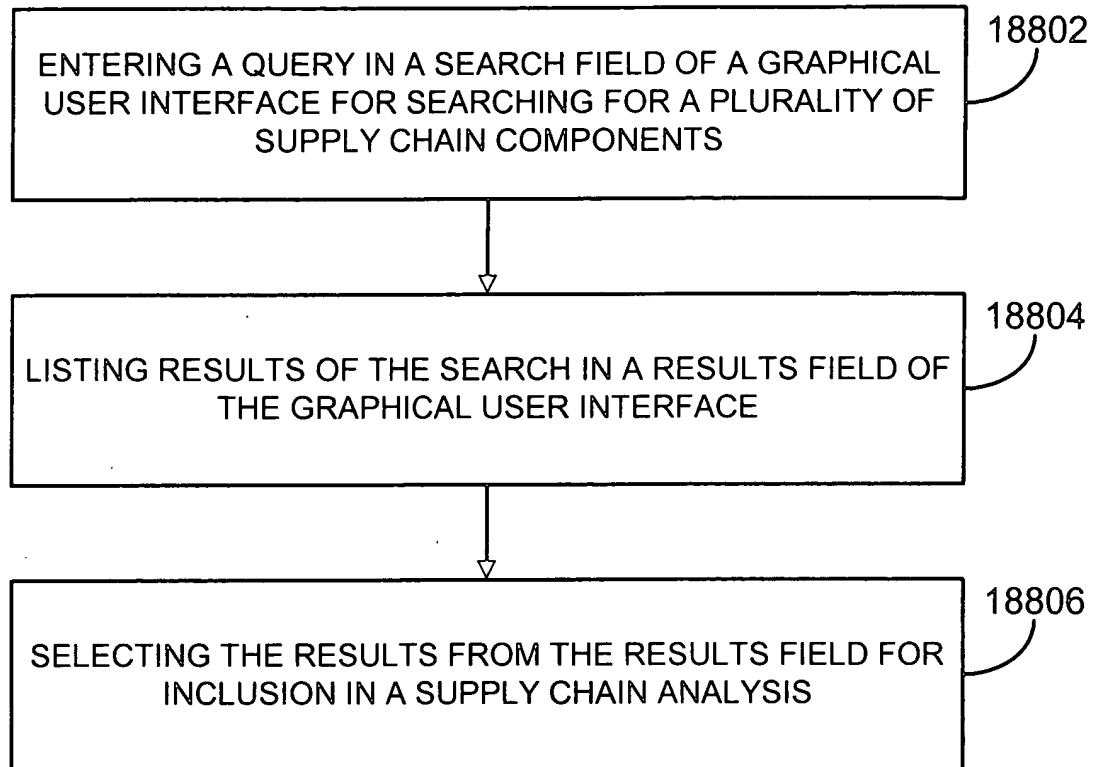 18802
ENTERING A QUERY IN A SEARCH FIELD OF A GRAPHICAL
USER INTERFACE FOR SEARCHING FOR A PLURALITY OF
SUPPLY CHAIN COMPONENTS
18804
LISTING RESULTS OF THE SEARCH IN A RESULTS FIELD OF
THE GRAPHICAL USER INTERFACE
18806
SELECTING THE RESULTS FROM THE RESULTS FIELD FOR
INCLUSION IN A SUPPLY CHAIN ANALYSIS